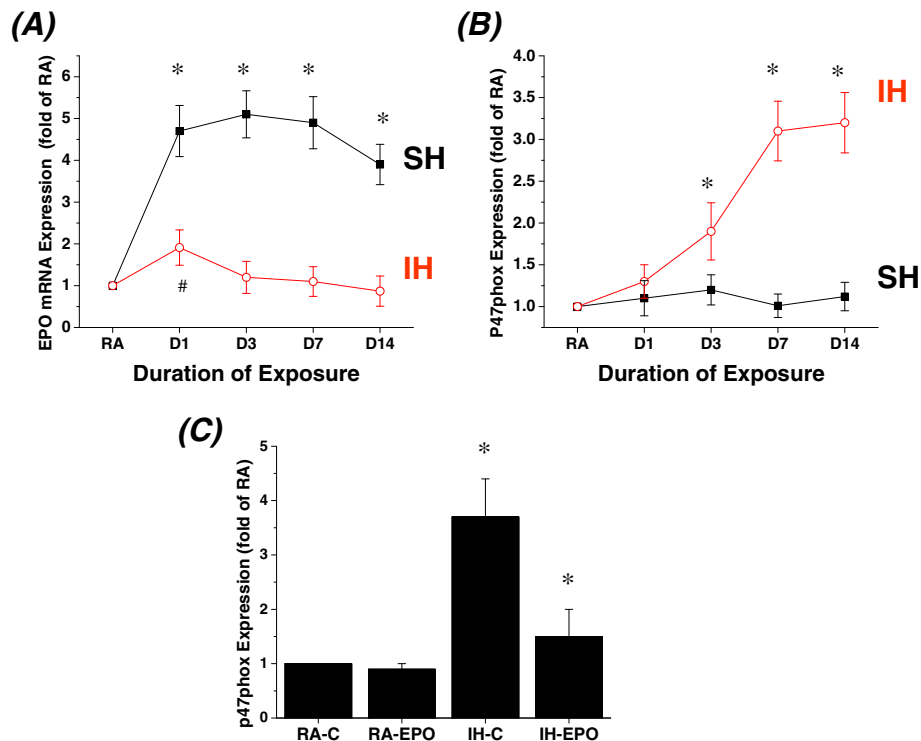 (A)
EPO mRNA Expression (fold of RA)
6
5
4
3
2
1
0
* * * *
SH
IH
#
RA D1 D3 D7 D14
Duration of Exposure
(B)
P47phox Expression (fold of RA)
4.0
3.5
3.0
2.5
2.0
1.5
1.0
* * *
IH
SH
RA D1 D3 D7 D14
Duration of Exposure
(C)
p47phox Expression (fold of RA)
5
4
3
2
1
0
* *
RA-C RA-EPO IH-C IH-EPO